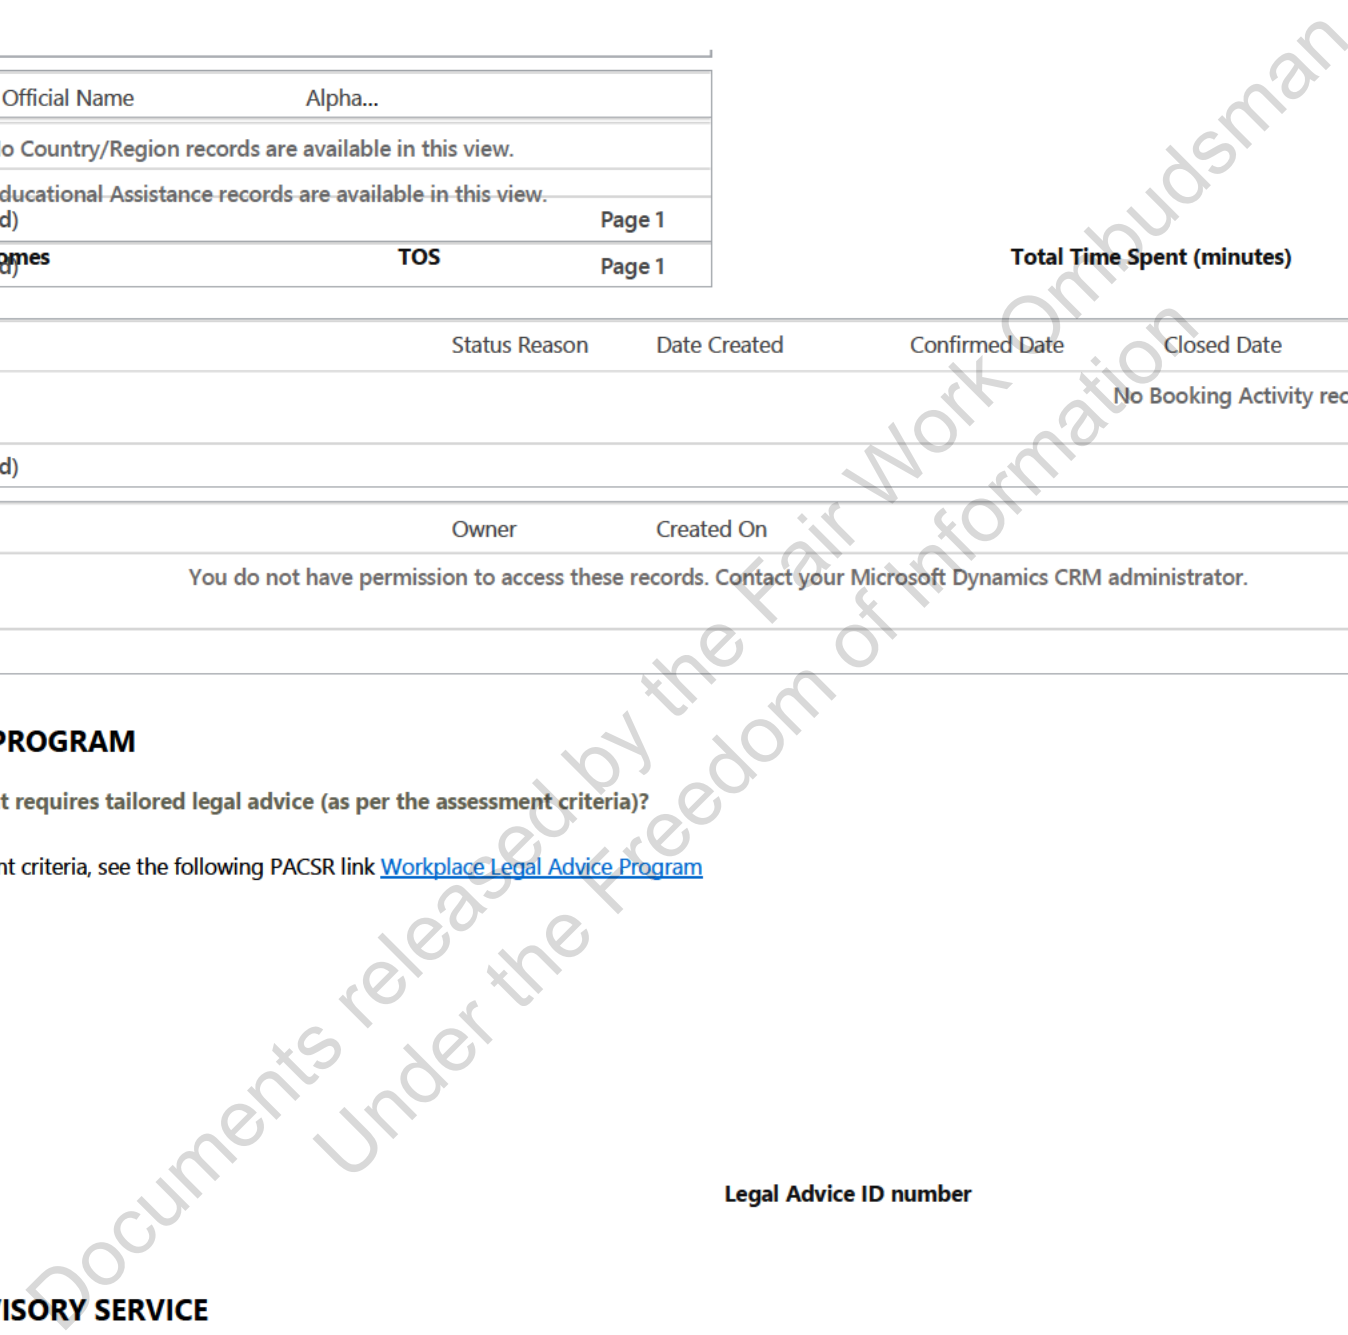 Official Name Alpha...
o Country/Region records are available in this view.
ducational Assistance records are available in this view.
d) Page 1
omes TOS Total Time Spent (minutes)
d) Page 1
Status Reason Date Created Confirmed Date Closed Date
No Booking Activity rec
d)
Owner Created On
You do not have permission to access these records. Contact your Microsoft Dynamics CRM administrator.
PROGRAM
t requires tailored legal advice (as per the assessment criteria)?
nt criteria, see the following PACSR link Workplace Legal Advice Program
Legal Advice ID number
VISORY SERVICE
Documents released by the Fair Work Ombudsman
Under the Freedom of Information